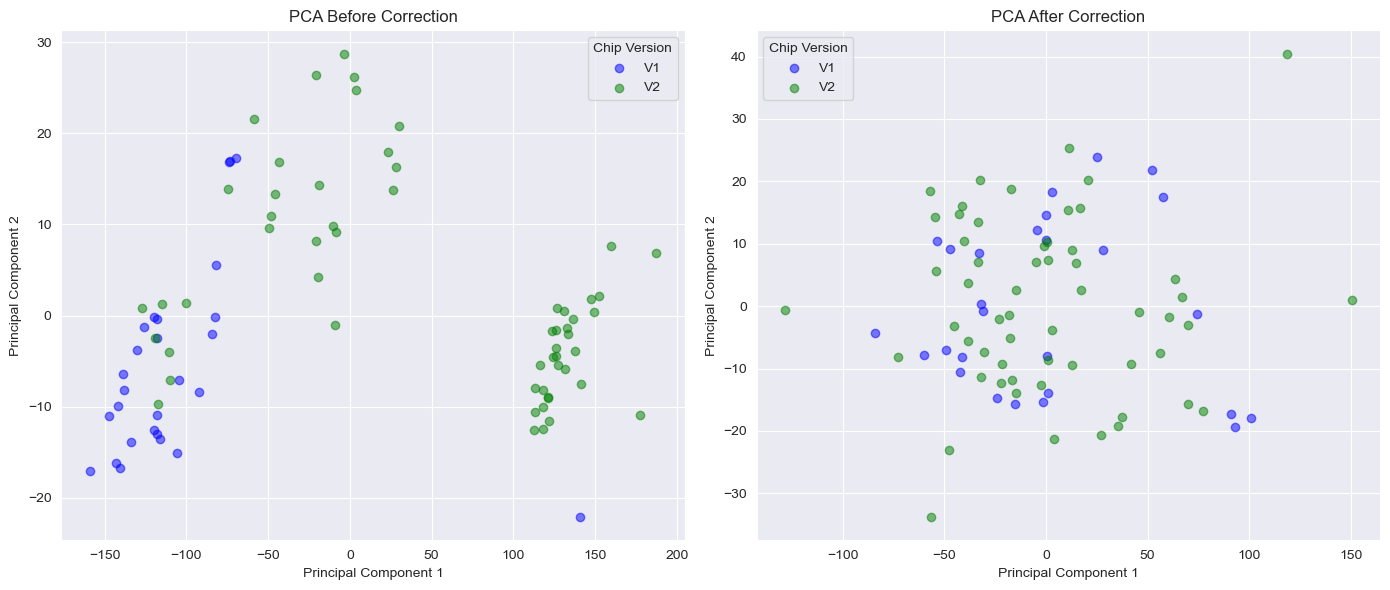 PCA Before Correction
30
20
10
0
−10
−20
Principal Component 2
Chip Version
V1
V2
−150
−100
−50
0
50
100
150
200
Principal Component 1
PCA After Correction
40
30
20
10
0
−10
−20
−30
Principal Component 2
Chip Version
V1
V2
−100
−50
0
50
100
150
Principal Component 1